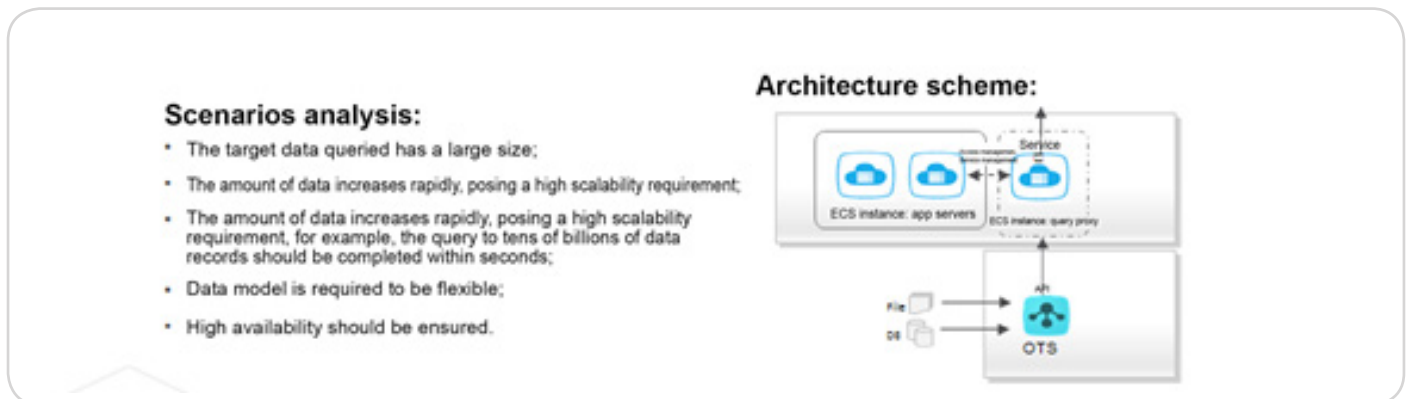 Scenarios analysis:
• The target data queried has a large size;
• The amount of data increases rapidly, posing a high scalability requirement;
• The amount of data increases rapidly, posing a high scalability
requirement, for example, the query to tens of billions of data
records should be completed within seconds;
• Data model is required to be flexible;
• High availability should be ensured.
Architecture scheme:
Service
ECS instance: app servers
ECS instance: query proxy
API
File
DB
OTS